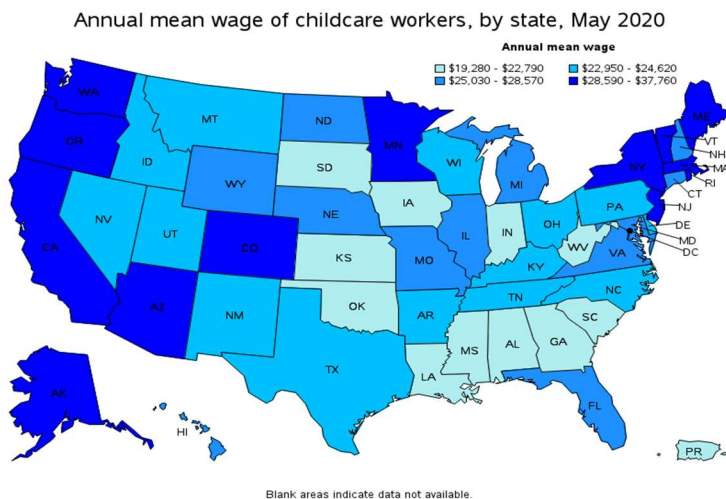 Annual mean wage of childcare workers, by state, May 2020
Annual mean wage
$19,280 - $22,790 $22,950 - $24,620
$25,030 - $28,570 $28,590 - $37,760
WA
ME
MT
ND
VT
OR
MN
NH
ID
WI
NY
MA
SD
MI
RI
WY
CT
IA
PA
NJ
NE
NV
OH
DE
IL
IN
UT
MD
CO
WV
CA
VA
DC
KS
MO
KY
NC
TN
OK
AZ
NM
AR
SC
MS
AL
GA
TX
LA
AK
FL
HI
PR
Blank areas indicate data not available.